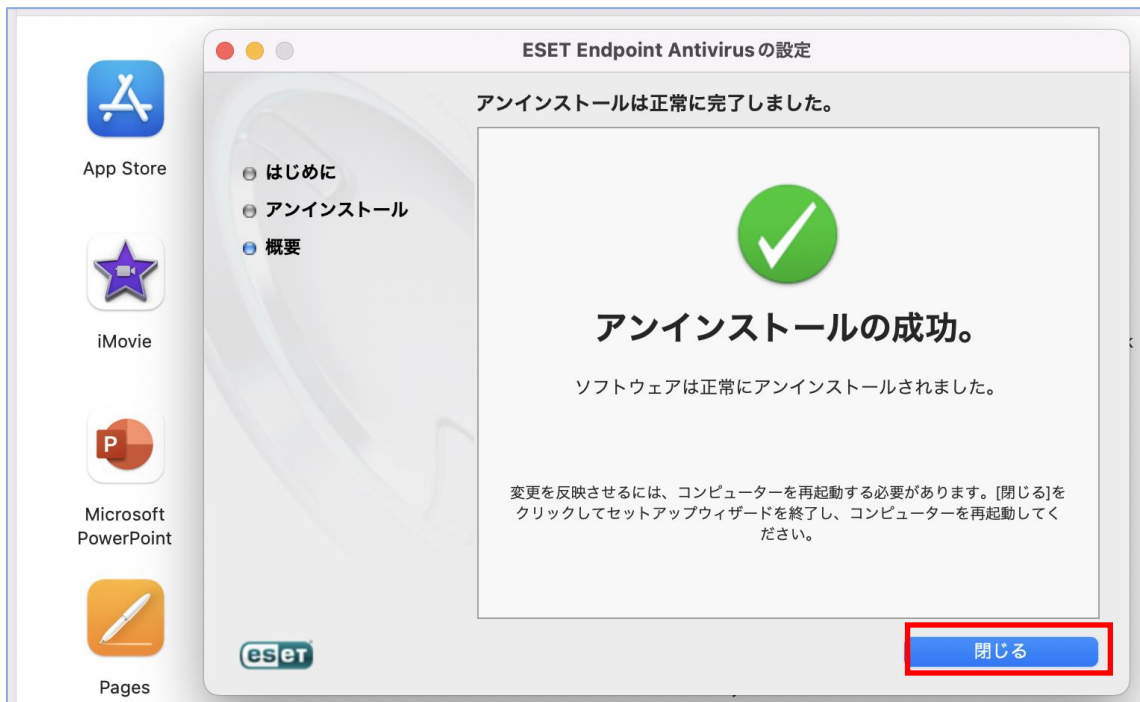 ESET Endpoint Antivirusの設定
アンインストールは正常に完了しました。
はじめに
アンインストール
概要
アンインストールの成功。
ソフトウェアは正常にアンインストールされました。
変更を反映させるには、コンピューターを再起動する必要があります。[閉じる]を
クリックしてセットアップウィザードを終了し、コンピューターを再起動してく
ださい。
eset
閉じる
App Store
iMovie
P
Microsoft
PowerPoint
Pages